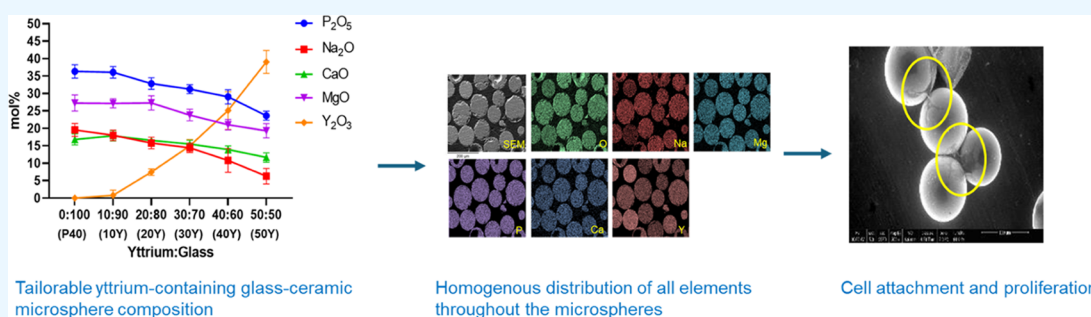 50
45
40
35
30
25
20
15
10
5
0
mol%
0:100 10:90 20:80 30:70 40:60 50:50
(P40) (10Y) (20Y) (30Y) (40Y) (50Y)
Yttrium:Glass
P₂O₅
Na₂O
CaO
MgO
Y₂O₃
SEM
O
Na
Mg
P
Ca
Y
Tailorable yttrium-containing glass-ceramic
microsphere composition
Homogenous distribution of all elements
throughout the microspheres
Cell attachment and proliferation